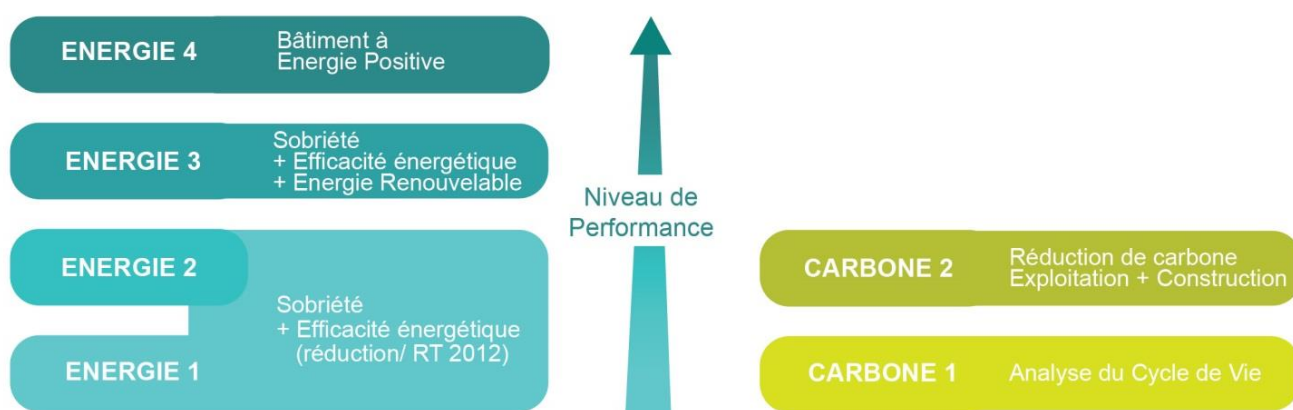 ENERGIE 4
Bâtiment à
Energie Positive
ENERGIE 3
Sobriété
+ Efficacité énergétique
+ Energie Renouvelable
ENERGIE 2
Sobriété
+ Efficacité énergétique
(réduction/ RT 2012)
ENERGIE 1
Niveau de
Performance
CARBONE 2
Réduction de carbone
Exploitation + Construction
CARBONE 1
Analyse du Cycle de Vie